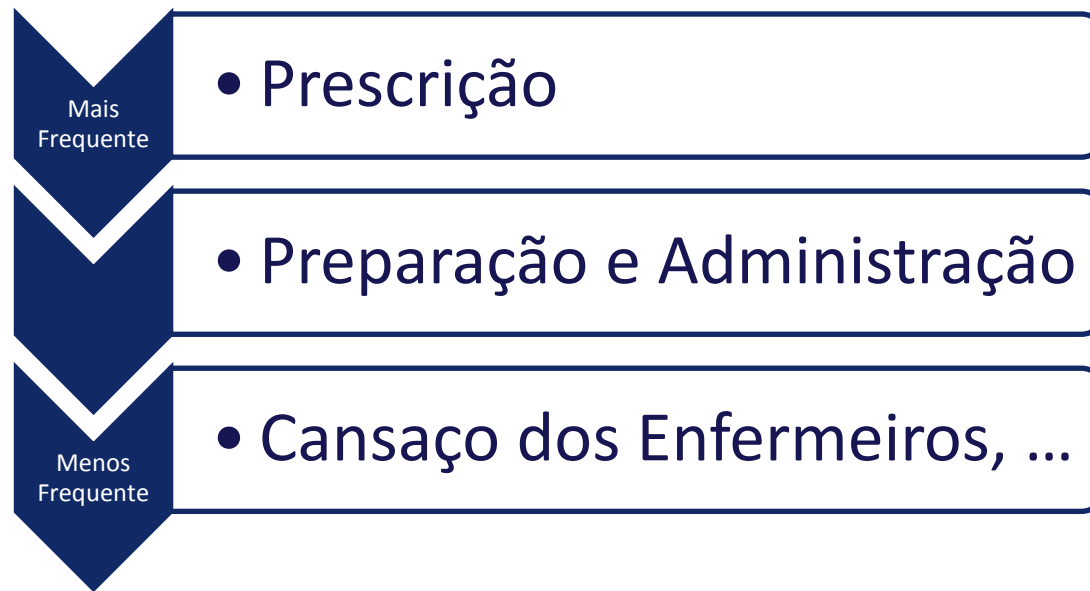 Mais
Frequente
• Prescrição
• Preparação e Administração
• Cansaço dos Enfermeiros, ...
Menos
Frequente